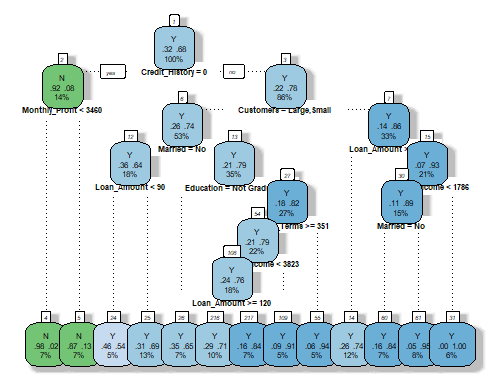 1
Y
.32 .68
100%
yes
Credit_History = 0
no
2
N
.92 .08
14%
Monthly_Profit < 3460
3
Y
.22 .78
86%
Customers = Large,Small
6
Y
.26 .74
53%
Married = No
7
Y
.14 .86
33%
Loan_Amount >
12
Y
.36 .64
18%
Loan_Amount < 90
13
Y
.21 .79
35%
Education = Not Grad
15
Y
.07 .93
21%
come < 1786
27
Y
.18 .82
27%
Terms >= 351
30
Y
.11 .89
15%
Married = No
54
Y
.21 .79
22%
come < 3823
108
Y
.24 .76
18%
Loan_Amount >= 120
4
N
.98 .02
7%
5
N
.87 .13
7%
24
Y
.46 .54
5%
25
Y
.31 .69
13%
26
Y
.35 .65
7%
216
Y
.29 .71
10%
217
Y
.16 .84
7%
109
Y
.09 .91
5%
55
Y
.06 .94
5%
14
Y
.26 .74
12%
60
Y
.16 .84
7%
61
Y
.05 .95
8%
31
Y
.00 1.00
6%